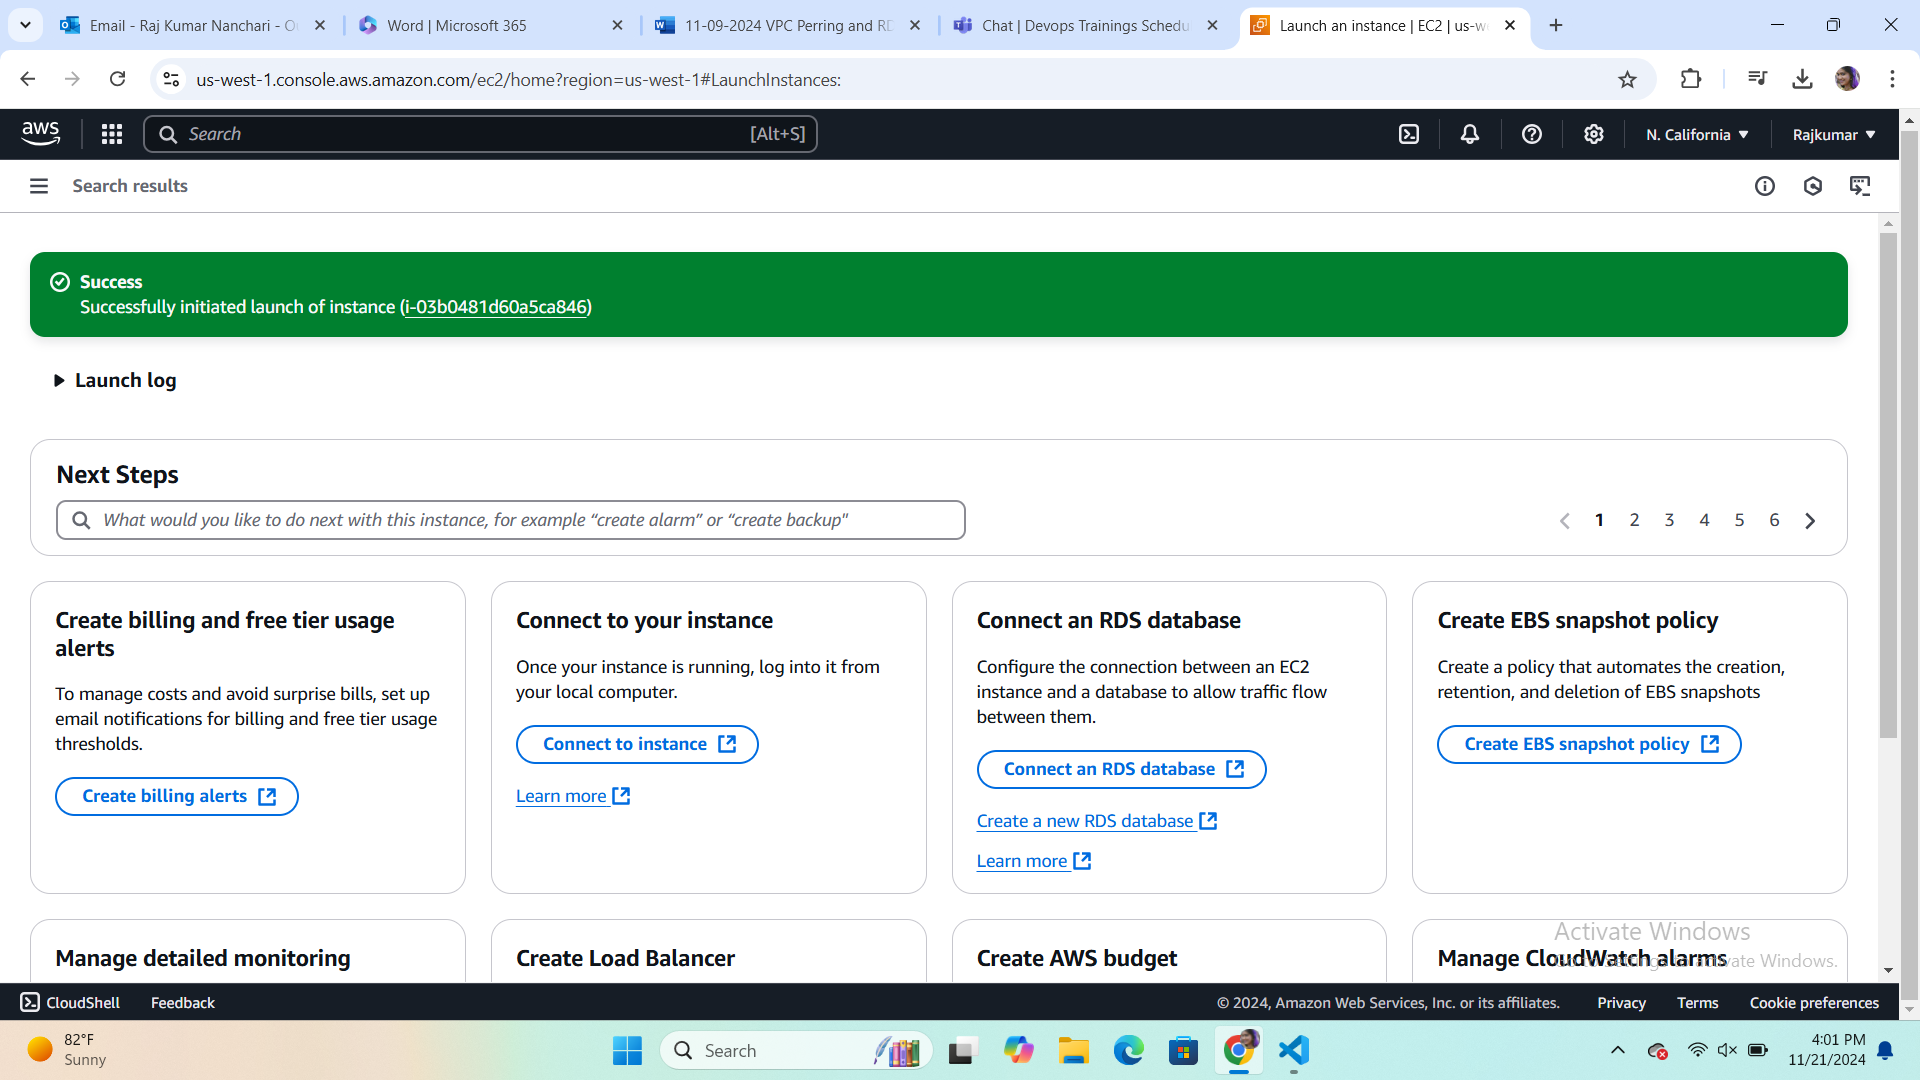 Email - Raj Kumar Nanchari - O
Word | Microsoft 365
11-09-2024 VPC Perring and RD
Chat | Devops Trainings Schedu
Launch an instance | EC2 | us-w
us-west-1.console.aws.amazon.com/ec2/home?region=us-west-1#LaunchInstances:
aws
Search
[Alt+S]
N. California
Rajkumar
Search results
Success
Successfully initiated launch of instance (i-03b0481d60a5ca846)
Launch log
Next Steps
What would you like to do next with this instance, for example “create alarm” or “create backup"
1 2 3 4 5 6
Create billing and free tier usage
alerts
To manage costs and avoid surprise bills, set up
email notifications for billing and free tier usage
thresholds.
Create billing alerts
Connect to your instance
Once your instance is running, log into it from
your local computer.
Connect to instance
Learn more
Connect an RDS database
Configure the connection between an EC2
instance and a database to allow traffic flow
between them.
Connect an RDS database
Create a new RDS database
Learn more
Create EBS snapshot policy
Create a policy that automates the creation,
retention, and deletion of EBS snapshots
Create EBS snapshot policy
Manage detailed monitoring
Create Load Balancer
Create AWS budget
Manage CloudWatch alarms
Activate Windows
Go to Settings to activate Windows.
CloudShell
Feedback
© 2024, Amazon Web Services, Inc. or its affiliates.
Privacy
Terms
Cookie preferences
82°F
Sunny
Search
4:01 PM
11/21/2024